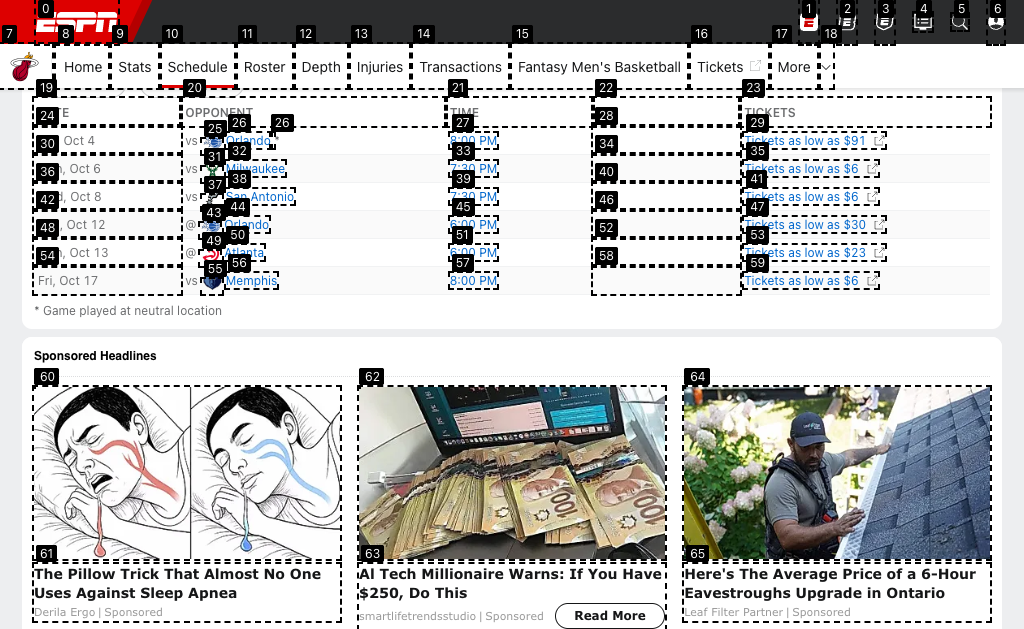 ESPN
Home Stats Schedule Roster Depth Injuries Transactions Fantasy Men's Basketball Tickets More
OPPONENT TIME TICKETS
Oct 4 vs Orlando * 8:00 PM Tickets as low as $91
Oct 6 vs Milwaukee 7:30 PM Tickets as low as $6
Oct 8 vs San Antonio 7:30 PM Tickets as low as $6
Oct 12 @ Orlando 6:00 PM Tickets as low as $30
Oct 13 @ Atlanta 6:00 PM Tickets as low as $23
Fri, Oct 17 vs Memphis 8:00 PM Tickets as low as $6
* Game played at neutral location
Sponsored Headlines
The Pillow Trick That Almost No One
Uses Against Sleep Apnea
Derila Ergo | Sponsored
AI Tech Millionaire Warns: If You Have
$250, Do This
smartlifetrendsstudio | Sponsored
Read More
Here's The Average Price of a 6-Hour
Eavestroughs Upgrade in Ontario
Leaf Filter Partner | Sponsored
0 1 2 3 4 5 6
7 8 9 10 11 12 13 14 15 16 17 18
19 20 21 22 23
24 25 26 26 27 28 29
30 31 32 33 34 35
36 37 38 39 40 41
42 43 44 45 46 47
48 49 50 51 52 53
54 55 56 57 58 59
60 62 64
61 63 65
100